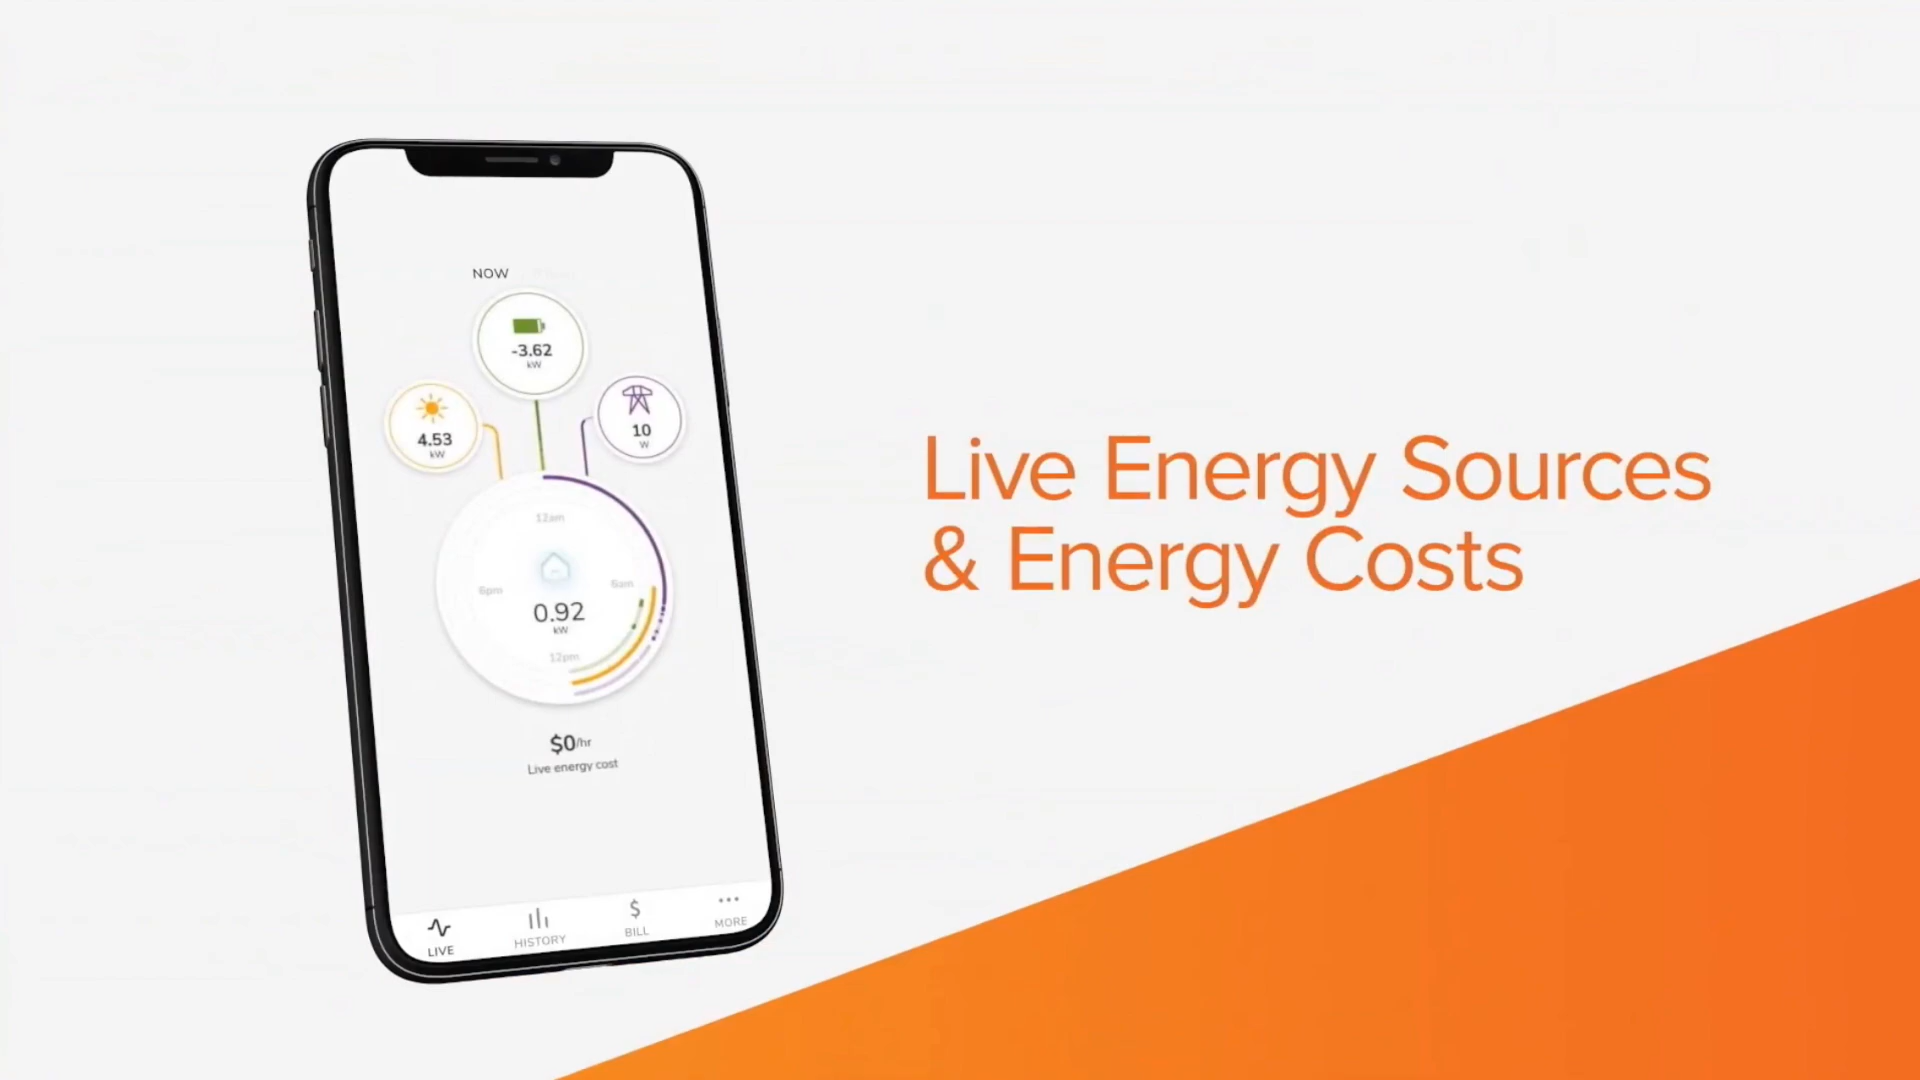 NOW
-3.62
kW
4.53
kW
10
W
12am
6pm
6am
0.92
kW
12pm
$0/hr
Live energy cost
LIVE
HISTORY
BILL
MORE
Live Energy Sources
& Energy Costs